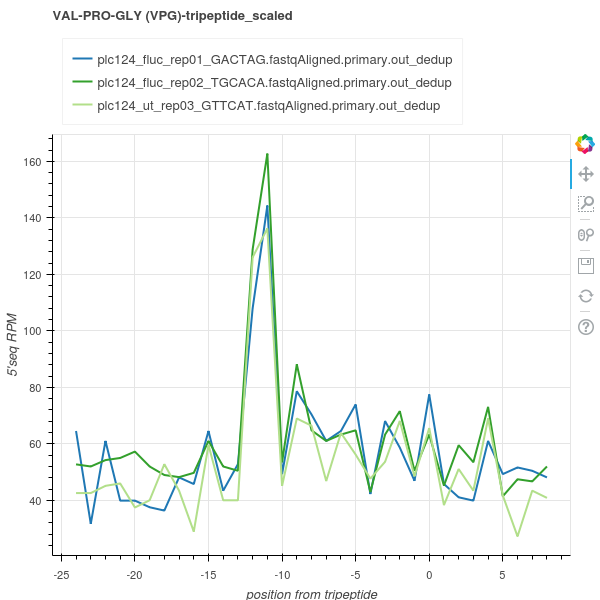 VAL-PRO-GLY (VPG)-tripeptide_scaled
plc124_fluc_rep01_GACTAG.fastqAligned.primary.out_dedup
plc124_fluc_rep02_TGCACA.fastqAligned.primary.out_dedup
plc124_ut_rep03_GTTCAT.fastqAligned.primary.out_dedup
160
140
120
100
80
60
40
5'seq RPM
-25 -20 -15 -10 -5 0 5
position from tripeptide